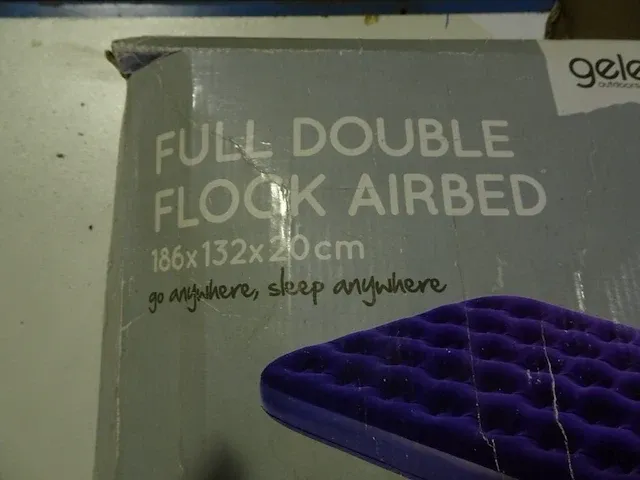 gele
outdoors
FULL DOUBLE
FLOCK AIRBED
186x132x20cm
go anywhere, sleep anywhere